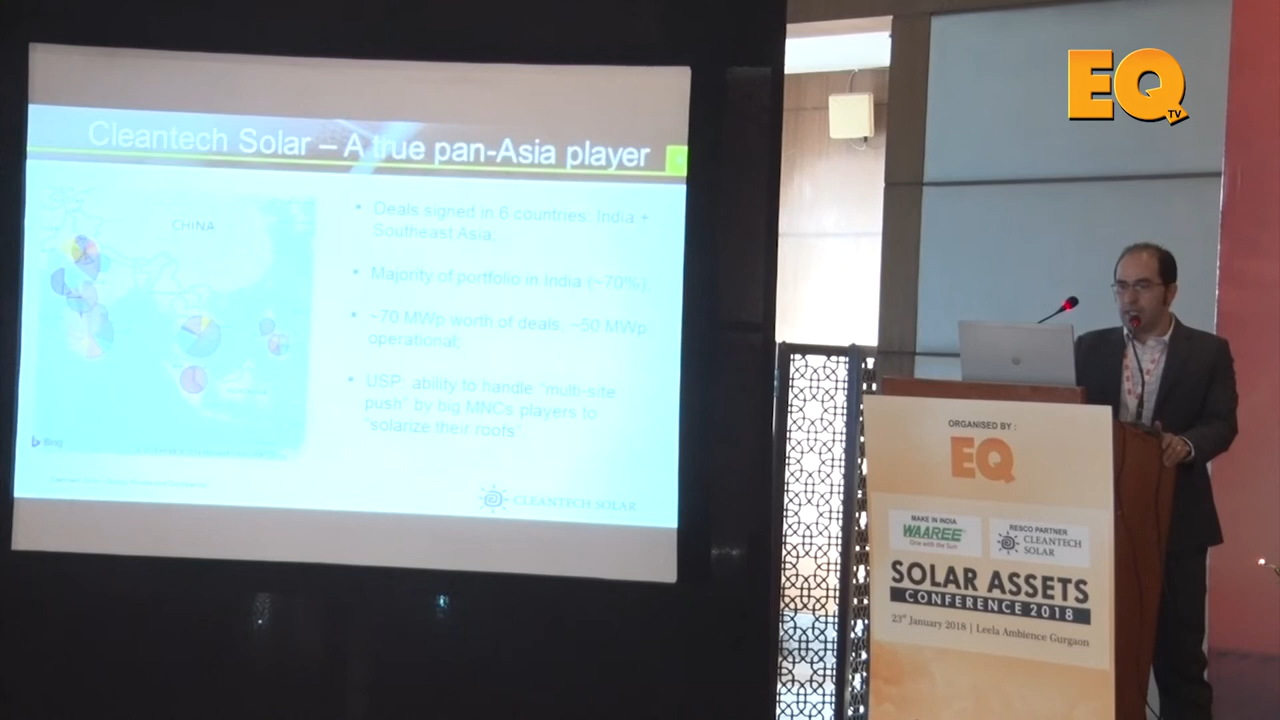 Cleantech Solar – A true pan-Asia player
CHINA
• Deals signed in 6 countries: India +
Southeast Asia;
• Majority of portfolio in India (~70%);
• ~70 MWp worth of deals, ~50 MWp
operational;
• USP: ability to handle "multi-site
push" by big MNCs players to
"solarize their roofs".
Bing
CLEANTECH SOLAR
EQ
TV
ORGANISED BY :
EQ
MAKE IN INDIA
WAAREE
One with the Sun
RESCO PARTNER
CLEANTECH
SOLAR
SOLAR ASSETS
CONFERENCE 2018
23rd January 2018 | Leela Ambience Gurgaon